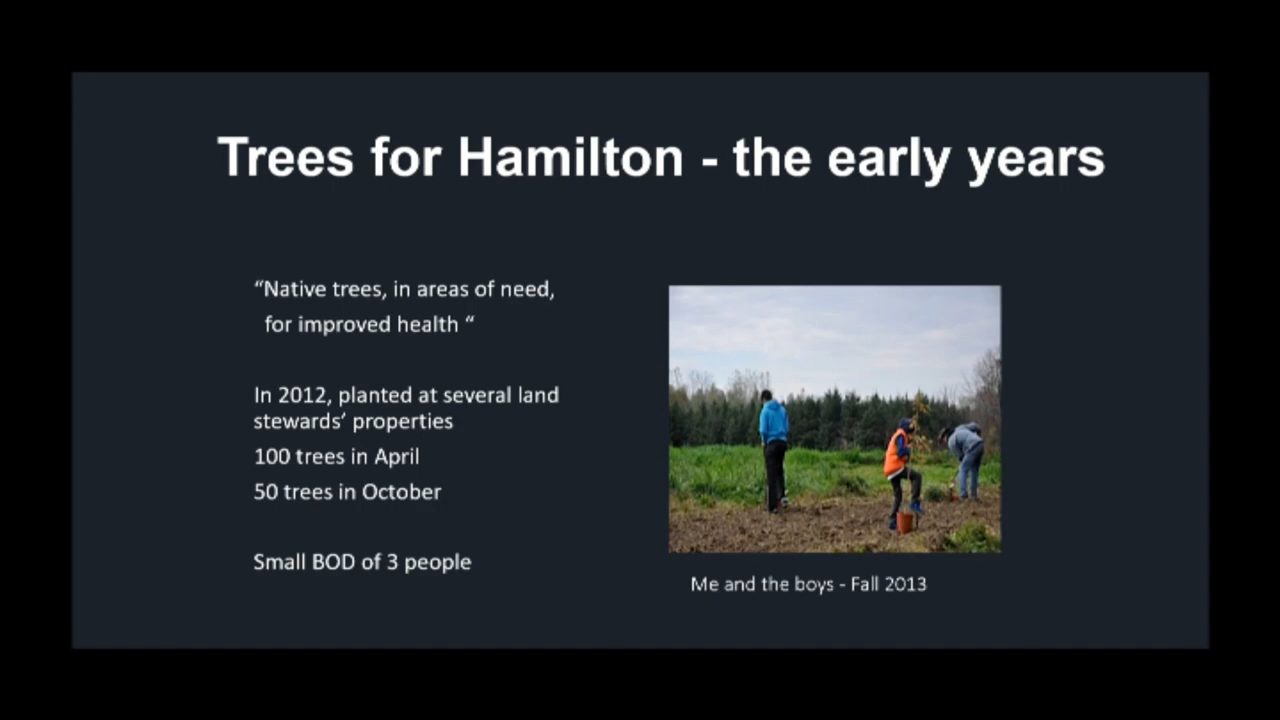 Trees for Hamilton - the early years
“Native trees, in areas of need,
for improved health “
In 2012, planted at several land
stewards’ properties
100 trees in April
50 trees in October
Small BOD of 3 people
Me and the boys - Fall 2013